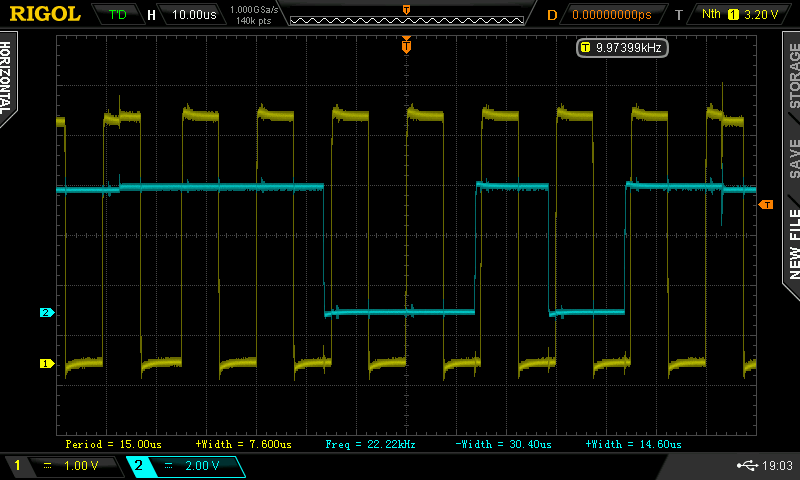 RIGOL T'D H 10.00us 1.000GSa/s 140k pts T D 0.00000000ps T Nth 1 3.20 V
HORIZONTAL
T
T 9.97399kHz
STORAGE
SAVE
NEW FILE
T
2
1
Period = 15.00us +Width = 7.600us Freq = 22.22kHz -Width = 30.40us +Width = 14.60us
1 1.00 V 2 2.00 V 19:03